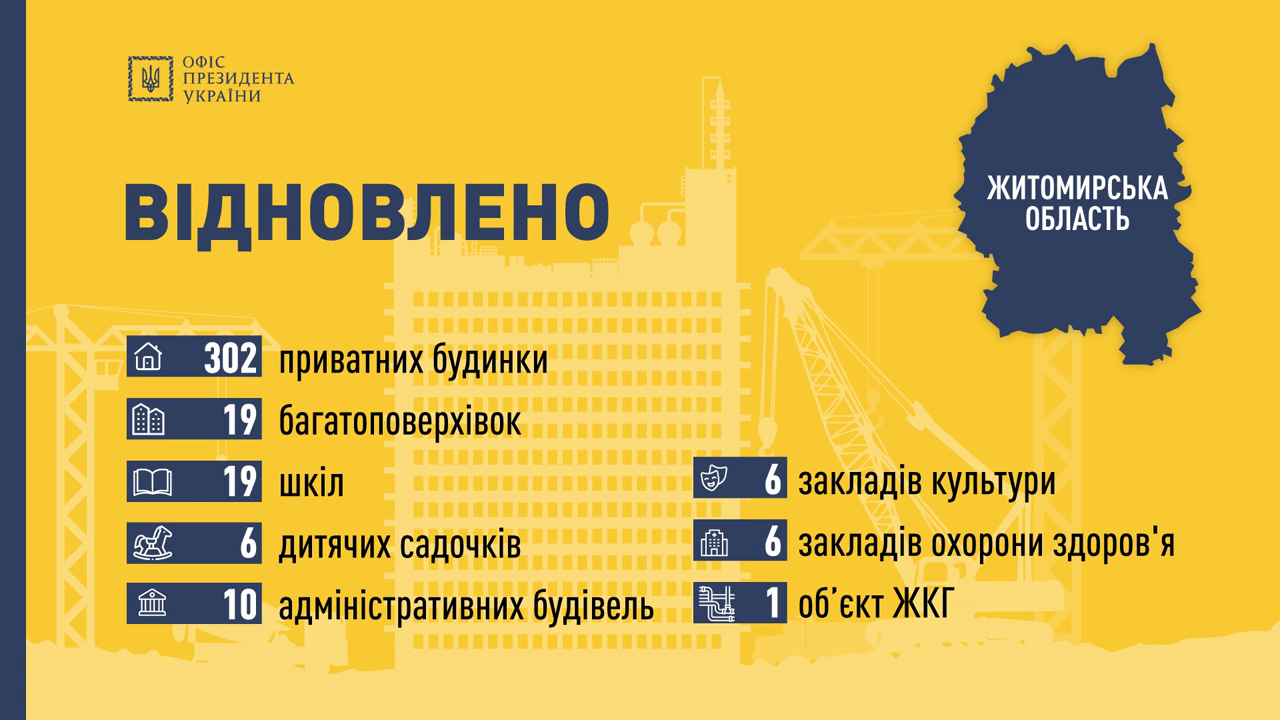 ОФІС
ПРЕЗИДЕНТА
УКРАЇНИ
ВІДНОВЛЕНО
ЖИТОМИРСЬКА
ОБЛАСТЬ
302 приватних будинки
19 багатоповерхівок
19 шкіл
6 дитячих садочків
10 адміністративних будівель
6 закладів культури
6 закладів охорони здоров'я
1 об’єкт ЖКГ